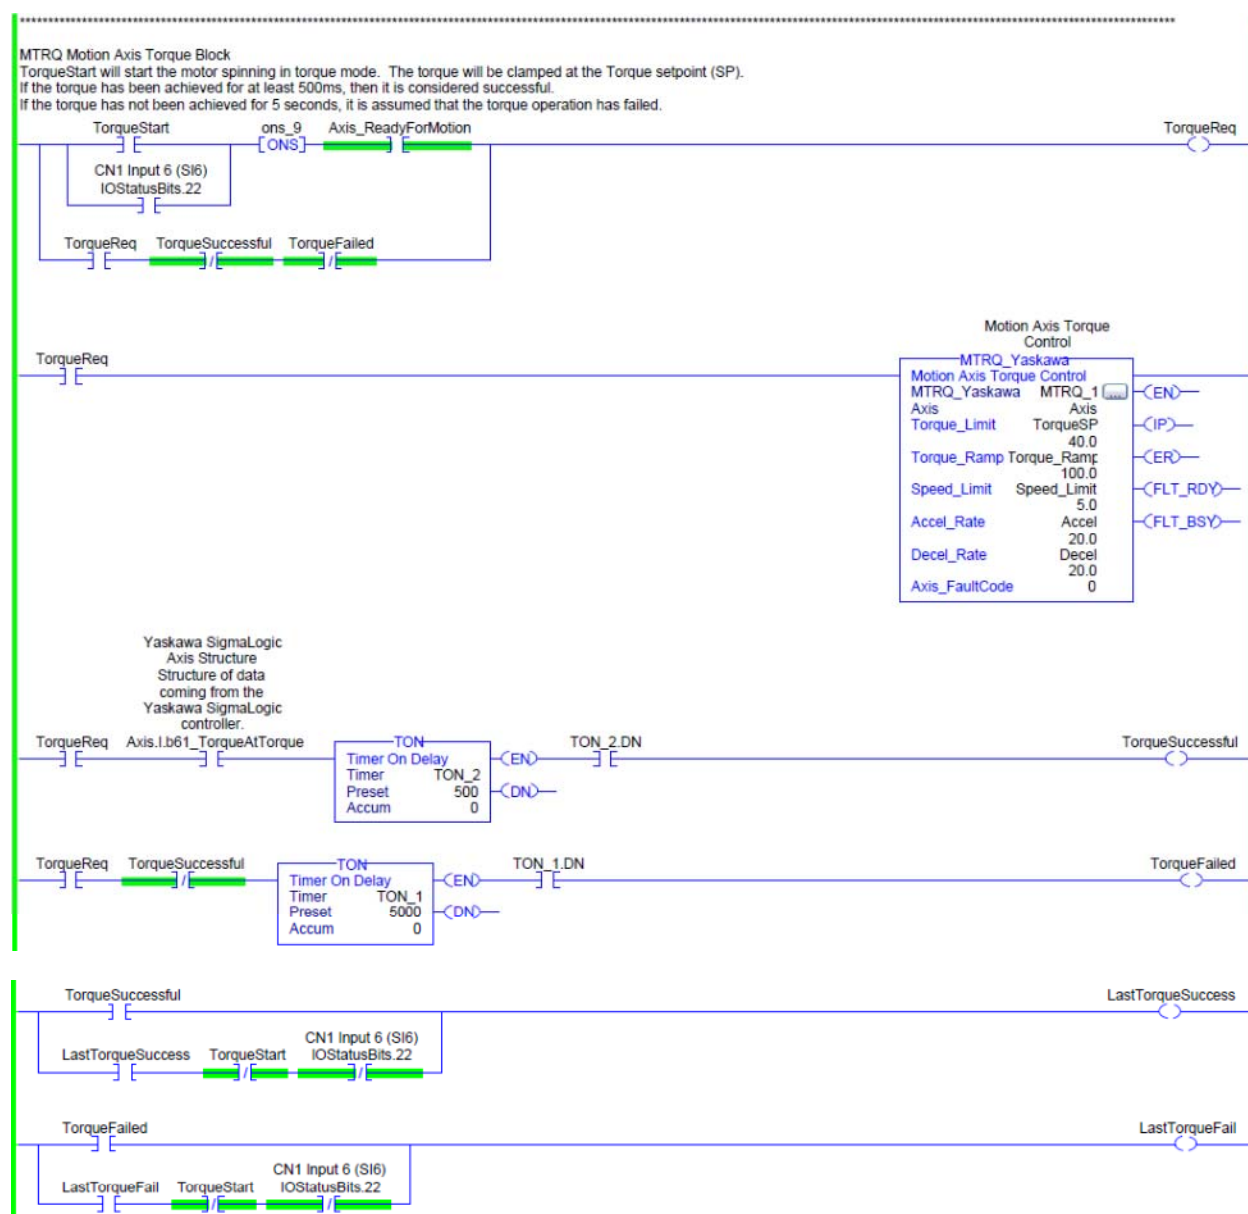 ********************************************************************************
MTRQ Motion Axis Torque Block
TorqueStart will start the motor spinning in torque mode.  The torque will be clamped at the Torque setpoint (SP).
If the torque has been achieved for at least 500ms, then it is considered successful.
If the torque has not been achieved for 5 seconds, it is assumed that the torque operation has failed.
TorqueStart ons_9 Axis_ReadyForMotion TorqueReq
ONS
CN1 Input 6 (SI6)
IOStatusBits.22
TorqueReq TorqueSuccessful TorqueFailed
Motion Axis Torque
Control
TorqueReq MTRQ_Yaskawa
Motion Axis Torque Control
MTRQ_Yaskawa MTRQ_1 ... EN
Axis Axis
Torque_Limit TorqueSP IP
40.0
Torque_Ramp Torque_Ramp ER
100.0
Speed_Limit Speed_Limit FLT_RDY
5.0
Accel_Rate Accel FLT_BSY
20.0
Decel_Rate Decel
20.0
Axis_FaultCode 0
Yaskawa SigmaLogic
Axis Structure
Structure of data
coming from the
Yaskawa SigmaLogic
controller.
TorqueReq Axis.I.b61_TorqueAtTorque TON TON_2.DN TorqueSuccessful
Timer On Delay EN
Timer TON_2
Preset 500 DN
Accum 0
TorqueReq TorqueSuccessful TON TON_1.DN TorqueFailed
Timer On Delay EN
Timer TON_1
Preset 5000 DN
Accum 0
TorqueSuccessful LastTorqueSuccess
CN1 Input 6 (SI6)
LastTorqueSuccess TorqueStart IOStatusBits.22
TorqueFailed LastTorqueFail
CN1 Input 6 (SI6)
LastTorqueFail TorqueStart IOStatusBits.22